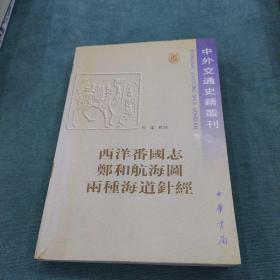 中外交通史籍叢刊
西洋番國志
鄭和航海圖
兩種海道針經
中華書局